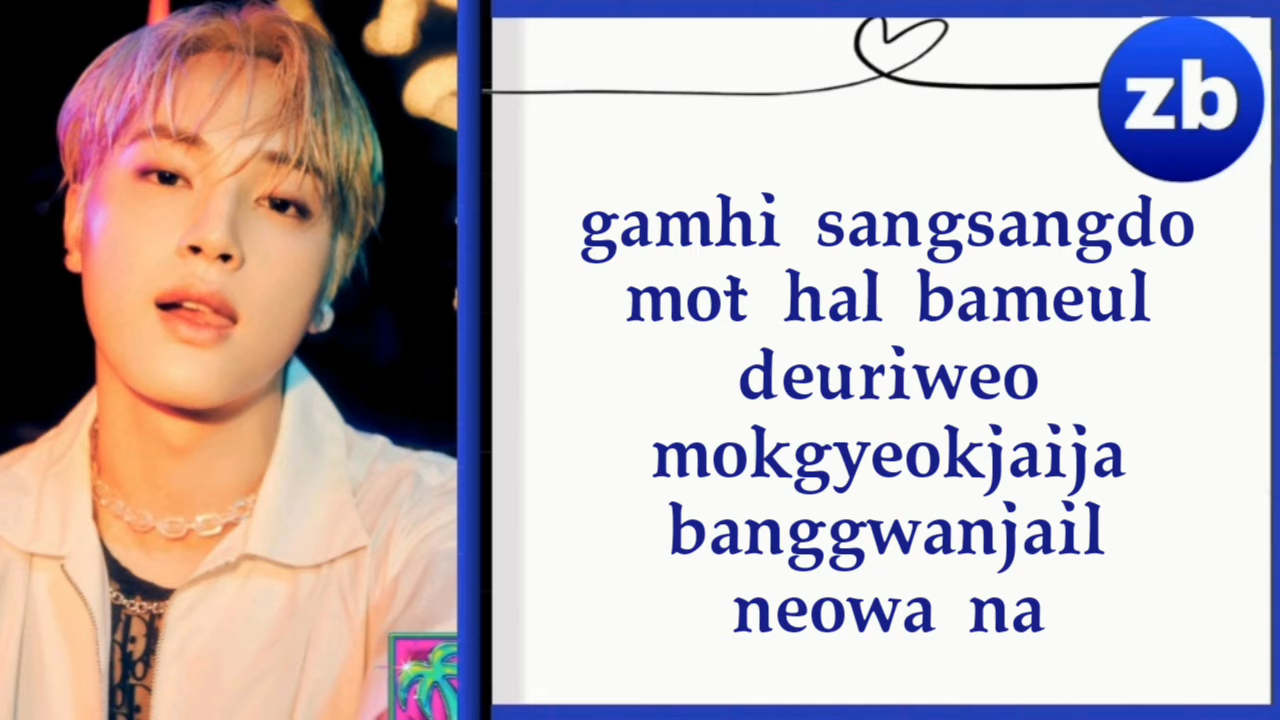 zb
gamhi sangsangdo
mot hal bameul
deuriweo
mokgyeokjaija
banggwanjail
neowa na